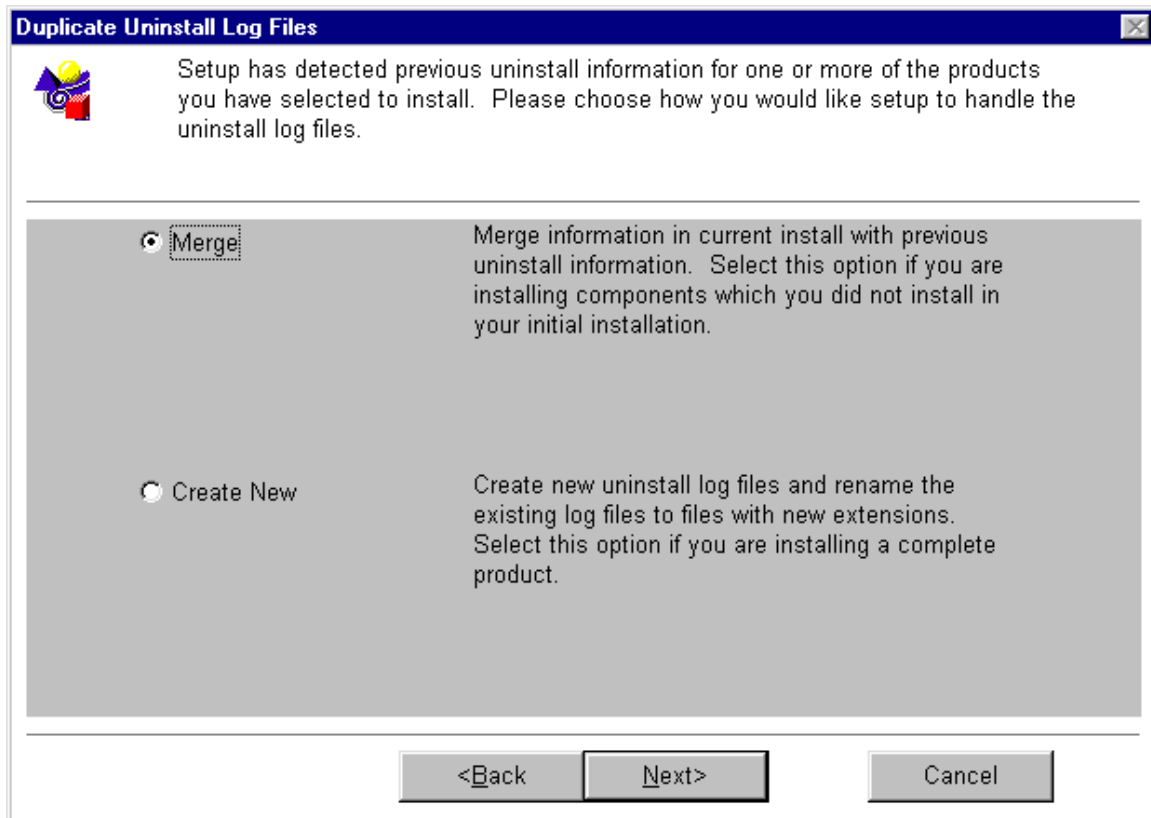 Duplicate Uninstall Log Files
Setup has detected previous uninstall information for one or more of the products
you have selected to install.  Please choose how you would like setup to handle the
uninstall log files.
Merge
Merge information in current install with previous
uninstall information.  Select this option if you are
installing components which you did not install in
your initial installation.
Create New
Create new uninstall log files and rename the
existing log files to files with new extensions.
Select this option if you are installing a complete
product.
<Back
Next>
Cancel